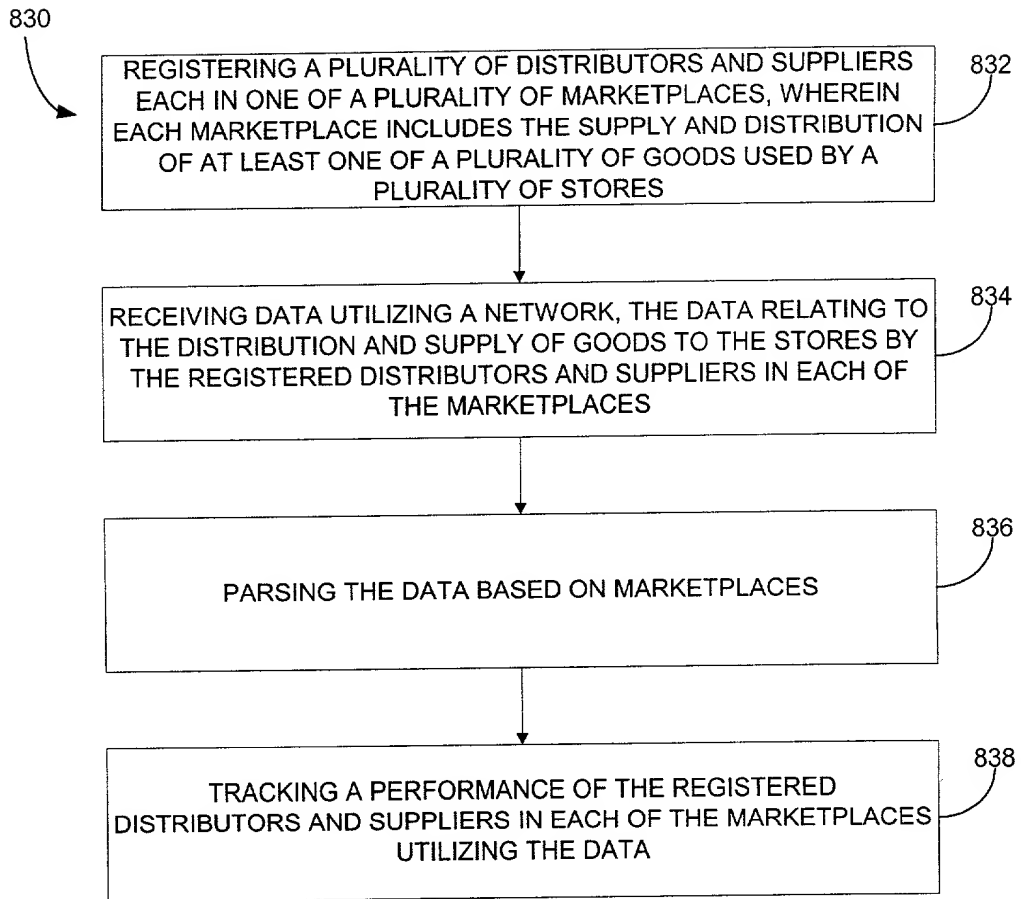 830
REGISTERING A PLURALITY OF DISTRIBUTORS AND SUPPLIERS
EACH IN ONE OF A PLURALITY OF MARKETPLACES, WHEREIN
EACH MARKETPLACE INCLUDES THE SUPPLY AND DISTRIBUTION
OF AT LEAST ONE OF A PLURALITY OF GOODS USED BY A
PLURALITY OF STORES
832
RECEIVING DATA UTILIZING A NETWORK, THE DATA RELATING TO
THE DISTRIBUTION AND SUPPLY OF GOODS TO THE STORES BY
THE REGISTERED DISTRIBUTORS AND SUPPLIERS IN EACH OF
THE MARKETPLACES
834
PARSING THE DATA BASED ON MARKETPLACES
836
TRACKING A PERFORMANCE OF THE REGISTERED
DISTRIBUTORS AND SUPPLIERS IN EACH OF THE MARKETPLACES
UTILIZING THE DATA
838